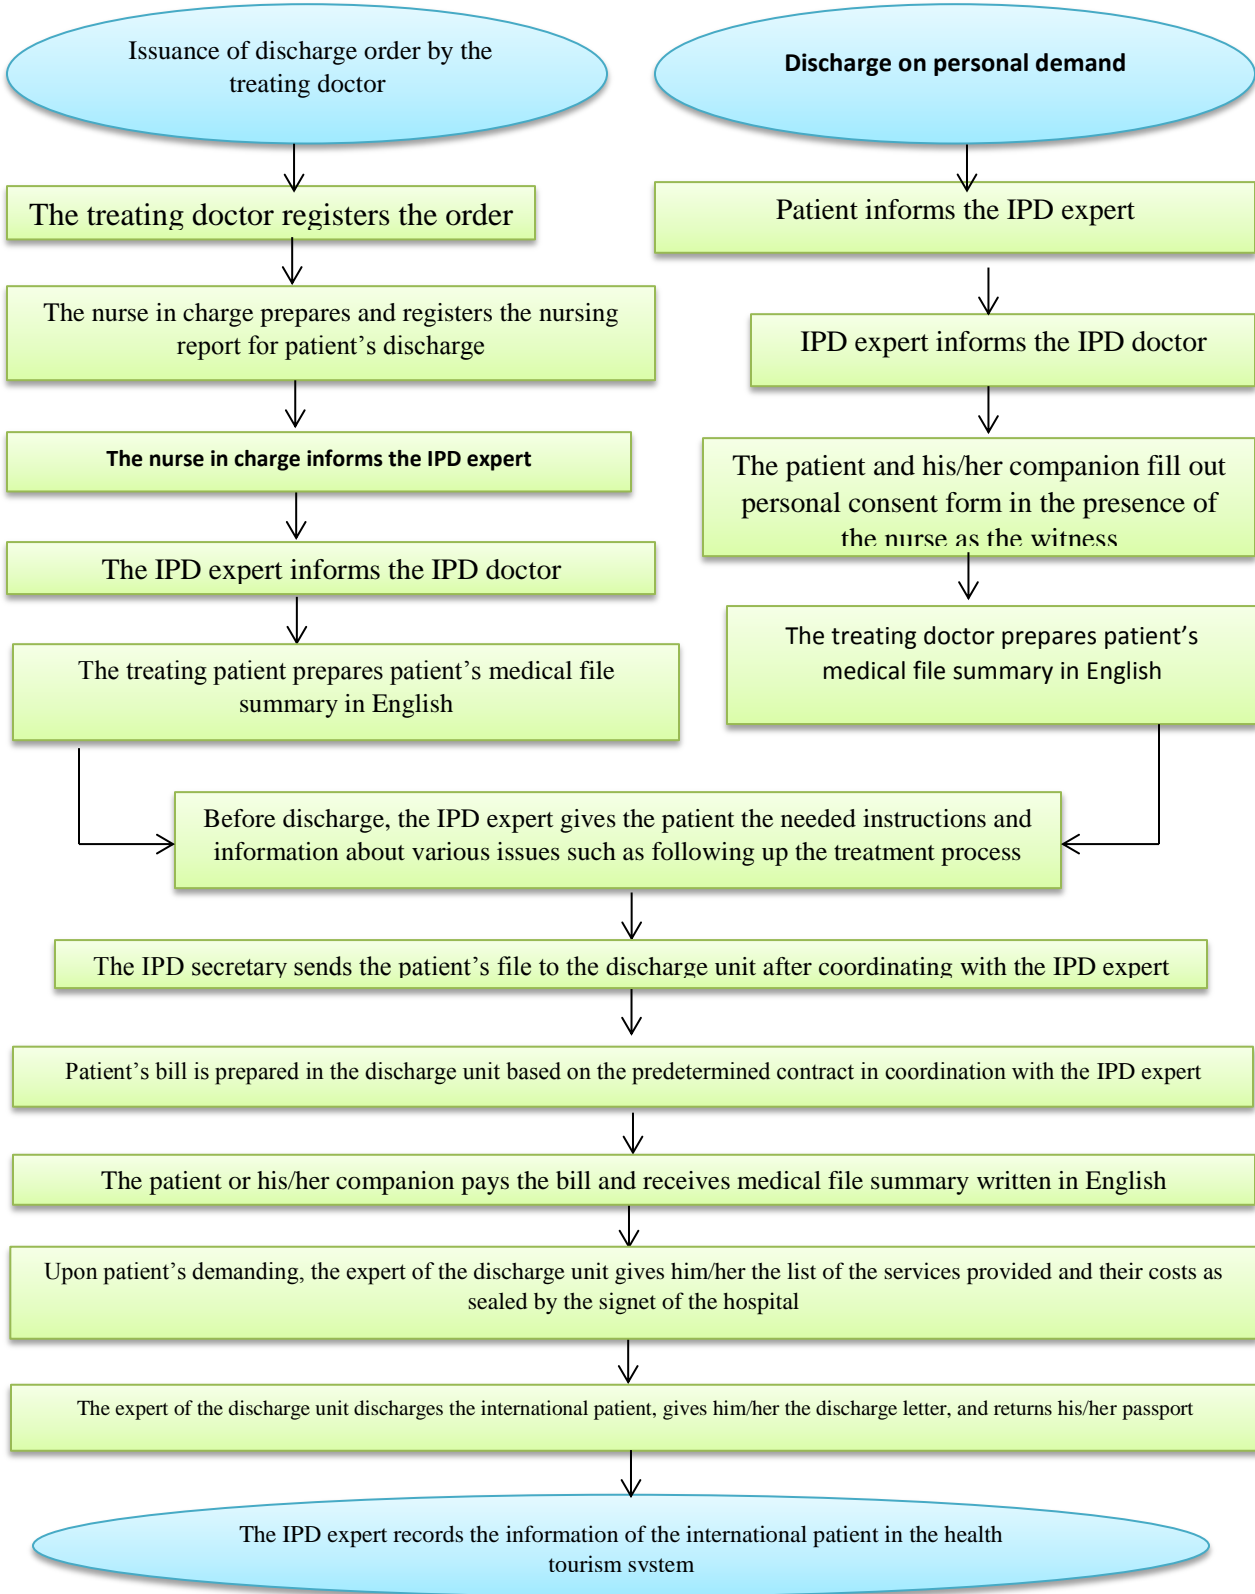 Issuance of discharge order by the
treating doctor
The treating doctor registers the order
The nurse in charge prepares and registers the nursing
report for patient’s discharge
The nurse in charge informs the IPD expert
The IPD expert informs the IPD doctor
The treating patient prepares patient’s medical file
summary in English
Discharge on personal demand
Patient informs the IPD expert
IPD expert informs the IPD doctor
The patient and his/her companion fill out
personal consent form in the presence of
the nurse as the witness
The treating doctor prepares patient’s
medical file summary in English
Before discharge, the IPD expert gives the patient the needed instructions and
information about various issues such as following up the treatment process
The IPD secretary sends the patient’s file to the discharge unit after coordinating with the IPD expert
Patient’s bill is prepared in the discharge unit based on the predetermined contract in coordination with the IPD expert
The patient or his/her companion pays the bill and receives medical file summary written in English
Upon patient’s demanding, the expert of the discharge unit gives him/her the list of the services provided and their costs as
sealed by the signet of the hospital
The expert of the discharge unit discharges the international patient, gives him/her the discharge letter, and returns his/her passport
The IPD expert records the information of the international patient in the health
tourism system